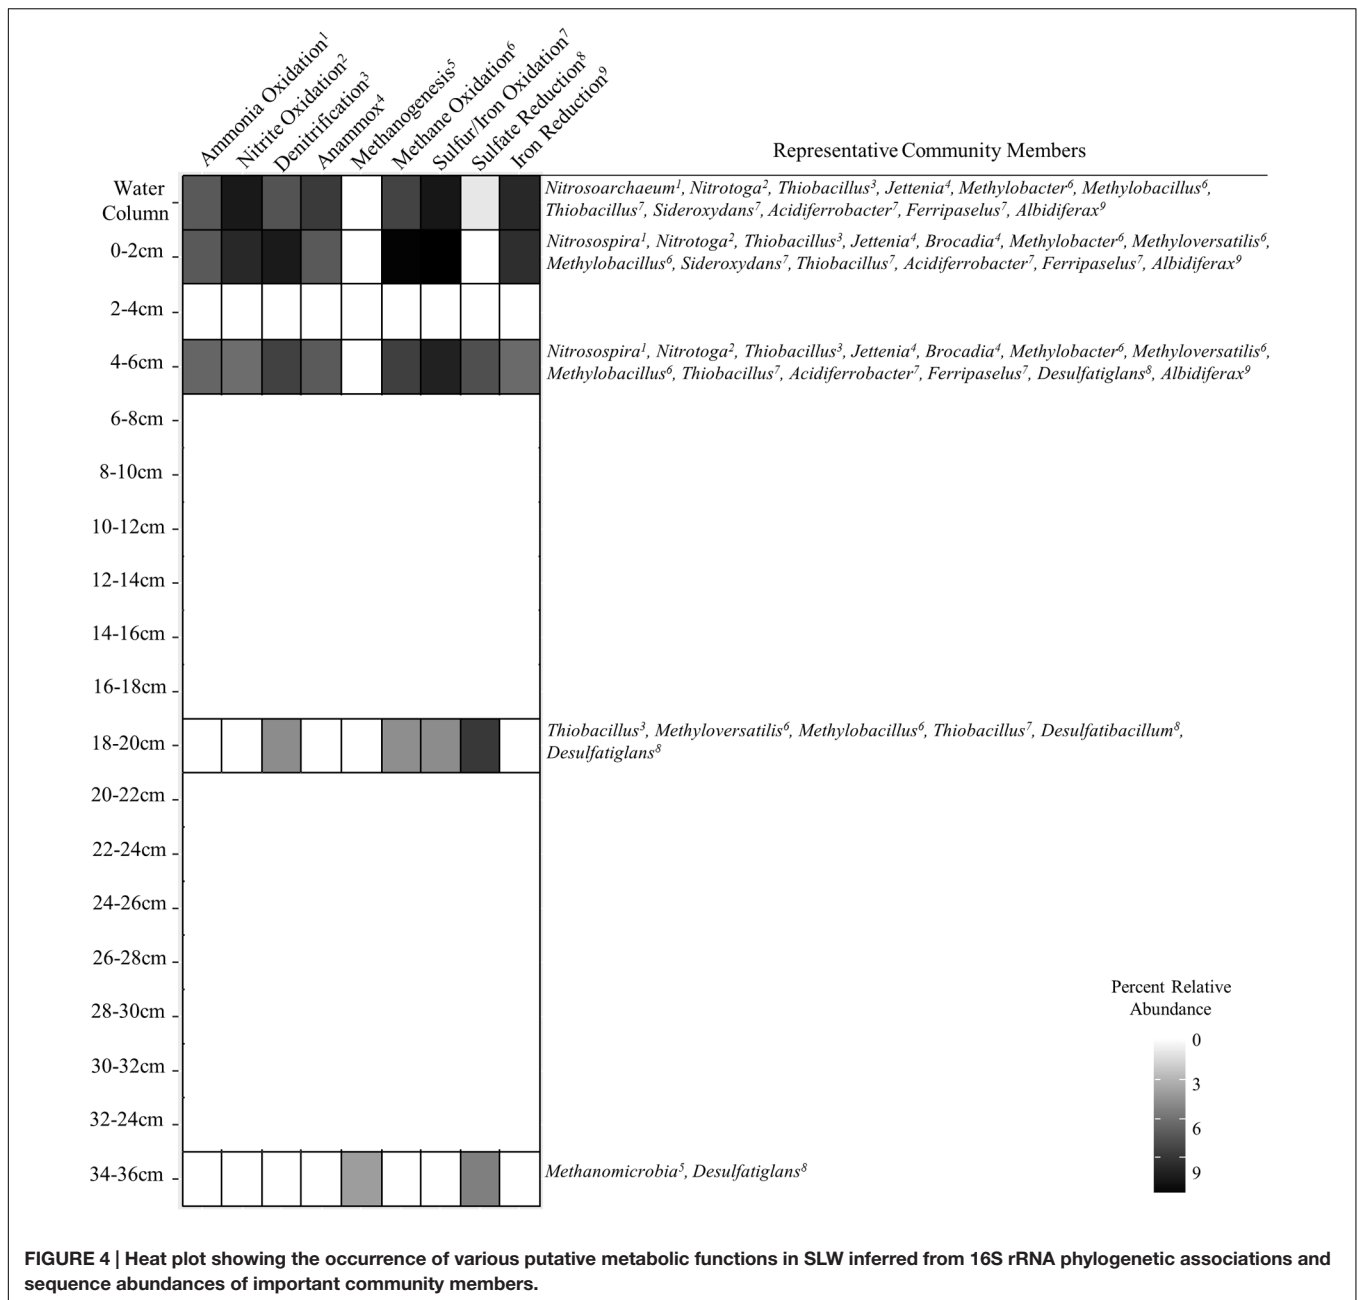 Ammonia Oxidation1
Nitrite Oxidation2
Denitrification3
Anammox4
Methanogenesis5
Methane Oxidation6
Sulfur/Iron Oxidation7
Sulfate Reduction8
Iron Reduction9
Representative Community Members
Water
Column
Nitrosoarchaeum1, Nitrotoga2, Thiobacillus3, Jettenia4, Methylobacter6, Methylobacillus6,
Thiobacillus7, Sideroxydans7, Acidiferrobacter7, Ferripaselus7, Albidiferax9
0-2cm
Nitrosospira1, Nitrotoga2, Thiobacillus3, Jettenia4, Brocadia4, Methylobacter6, Methyloversatilis6,
Methylobacillus6, Sideroxydans7, Thiobacillus7, Acidiferrobacter7, Ferripaselus7, Albidiferax9
2-4cm
4-6cm
Nitrosospira1, Nitrotoga2, Thiobacillus3, Jettenia4, Brocadia4, Methylobacter6, Methyloversatilis6,
Methylobacillus6, Thiobacillus7, Acidiferrobacter7, Ferripaselus7, Desulfatiglans8, Albidiferax9
6-8cm
8-10cm
10-12cm
12-14cm
14-16cm
16-18cm
18-20cm
Thiobacillus3, Methyloversatilis6, Methylobacillus6, Thiobacillus7, Desulfatibacillum8,
Desulfatiglans8
20-22cm
22-24cm
24-26cm
26-28cm
28-30cm
30-32cm
32-24cm
34-36cm
Methanomicrobia5, Desulfatiglans8
Percent Relative
Abundance
0
3
6
9
FIGURE 4 | Heat plot showing the occurrence of various putative metabolic functions in SLW inferred from 16S rRNA phylogenetic associations and
sequence abundances of important community members.